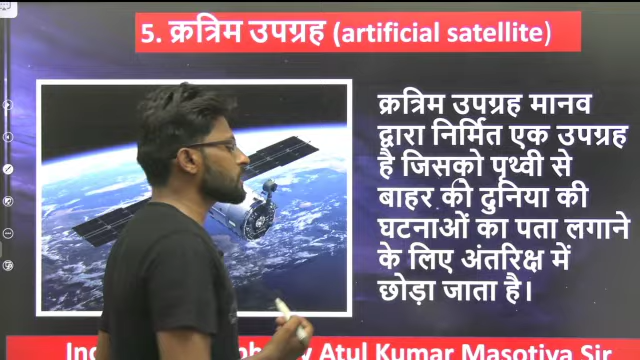 5. क्रत्रिम उपग्रह (artificial satellite)
क्रत्रिम उपग्रह मानव
द्वारा निर्मित एक उपग्रह
है जिसको पृथ्वी से
बाहर की दुनिया की
घटनाओं का पता लगाने
के लिए अंतरिक्ष में
छोड़ा जाता है।
Atul Kumar Masotiya Sir